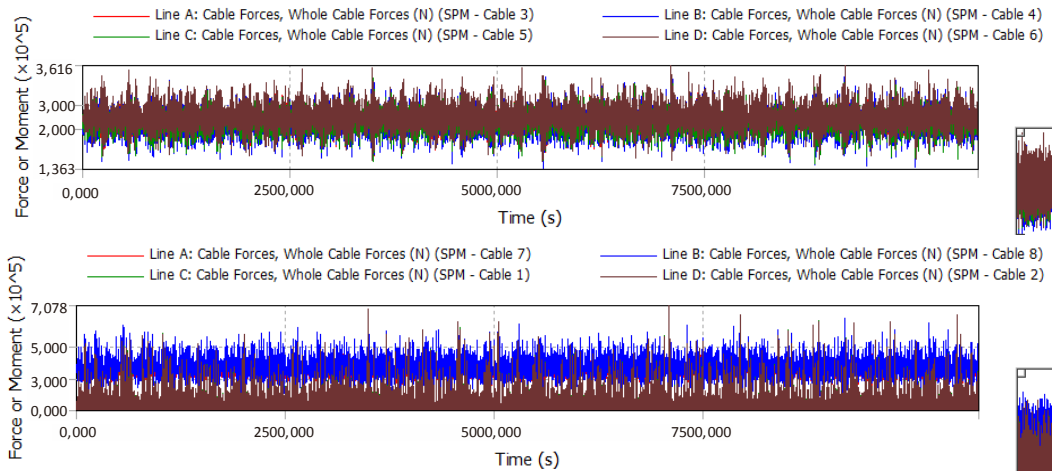 Line A: Cable Forces, Whole Cable Forces (N) (SPM - Cable 3)
Line B: Cable Forces, Whole Cable Forces (N) (SPM - Cable 4)
Line C: Cable Forces, Whole Cable Forces (N) (SPM - Cable 5)
Line D: Cable Forces, Whole Cable Forces (N) (SPM - Cable 6)
Force or Moment (×10^5)
3,616
3,000
2,000
1,363
0,000
2500,000
5000,000
7500,000
Time (s)
Line A: Cable Forces, Whole Cable Forces (N) (SPM - Cable 7)
Line B: Cable Forces, Whole Cable Forces (N) (SPM - Cable 8)
Line C: Cable Forces, Whole Cable Forces (N) (SPM - Cable 1)
Line D: Cable Forces, Whole Cable Forces (N) (SPM - Cable 2)
Force or Moment (×10^5)
7,078
5,000
3,000
0,000
0,000
2500,000
5000,000
7500,000
Time (s)